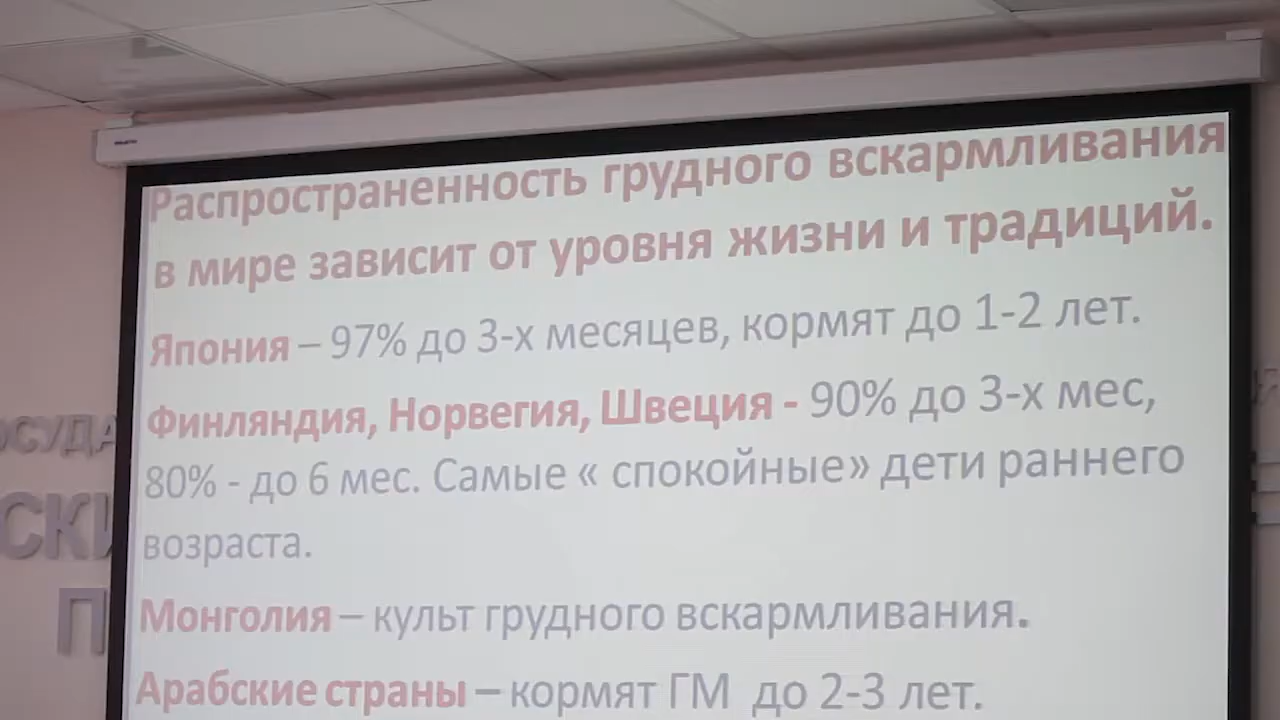 Распространенность грудного вскармливания
в мире зависит от уровня жизни и традиций.
Япония – 97% до 3-х месяцев, кормят до 1-2 лет.
Финляндия, Норвегия, Швеция - 90% до 3-х мес,
80% - до 6 мес. Самые « спокойные» дети раннего
возраста.
Монголия – культ грудного вскармливания.
Арабские страны – кормят ГМ до 2-3 лет.